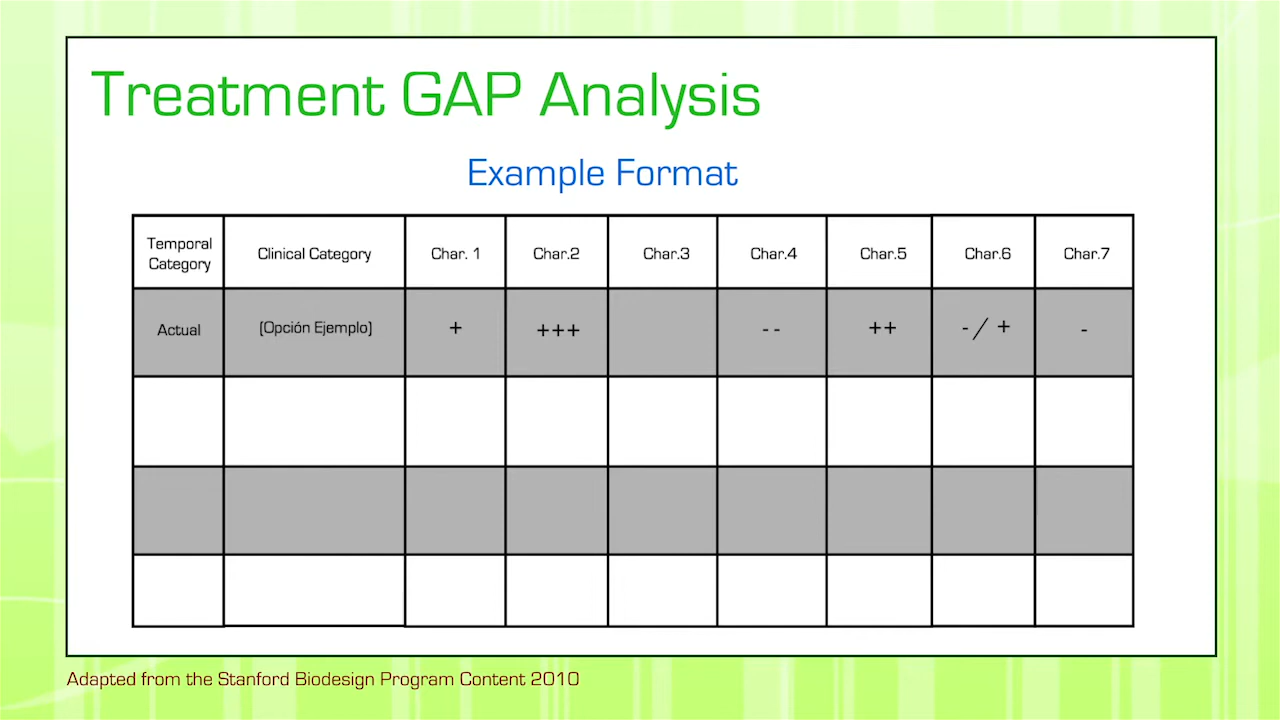 Treatment GAP Analysis
Example Format
Temporal Category Clinical Category Char. 1 Char.2 Char.3 Char.4 Char.5 Char.6 Char.7
Actual (Opción Ejemplo) + +++ -- ++ -/ + -
Adapted from the Stanford Biodesign Program Content 2010